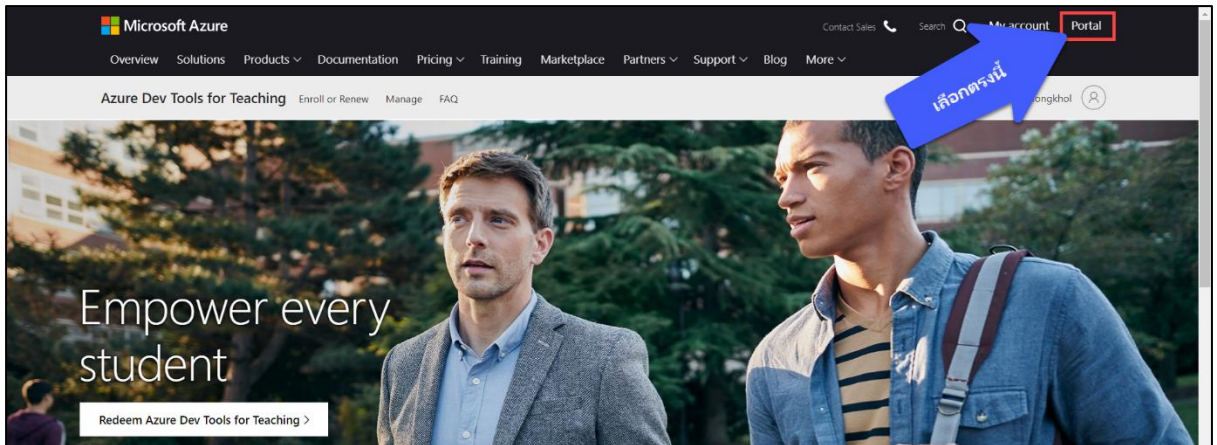 Microsoft Azure
Contact Sales Search My account Portal
Overview Solutions Products Documentation Pricing Training Marketplace Partners Support Blog More
เลือกตรงนี้
Azure Dev Tools for Teaching Enroll or Renew Manage FAQ
Empower every
student
Redeem Azure Dev Tools for Teaching >